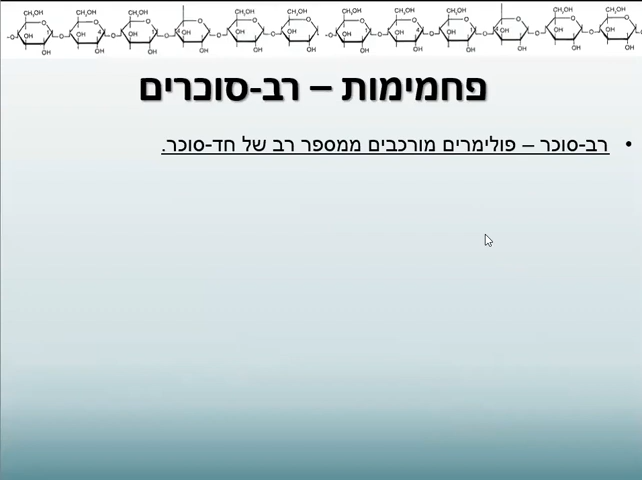 פחמימות – רב-סוכרים
• רב-סוכר – פולימרים מורכבים ממספר רב של חד-סוכר.